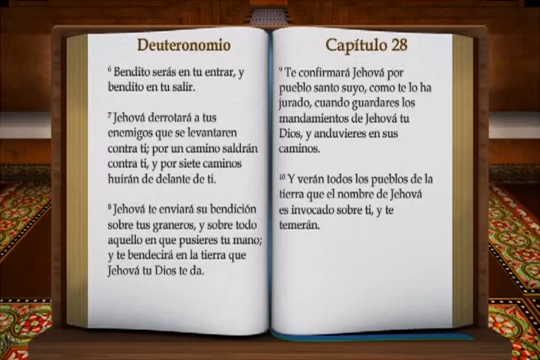 Deuteronomio
⁶ Bendito serás en tu entrar, y
bendito en tu salir.
⁷ Jehová derrotará a tus
enemigos que se levantaren
contra ti; por un camino saldrán
contra ti, y por siete caminos
huirán de delante de ti.
⁸ Jehová te enviará su bendición
sobre tus graneros, y sobre todo
aquello en que pusieres tu mano;
y te bendecirá en la tierra que
Jehová tu Dios te da.
Capítulo 28
⁹ Te confirmará Jehová por
pueblo santo suyo, como te lo ha
jurado, cuando guardares los
mandamientos de Jehová tu
Dios, y anduvieres en sus
caminos.
¹⁰ Y verán todos los pueblos de la
tierra que el nombre de Jehová
es invocado sobre ti, y te
temerán.